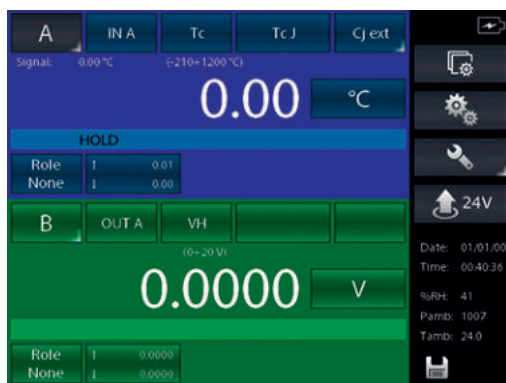 A IN A Tc Tc J Cj ext
Signal: 0.00 °C (-210÷1200 °C)
0.00 °C
HOLD
Role None ↑ 0.01
↓ 0.00
24V
B OUT A VH
(0÷20 V)
0.0000 V
Date: 01/01/00
Time: 00:40:36
%RH: 41
Pamb: 1007
Tamb: 24.0
Role None ↑ 0.0000
↓ 0.0000